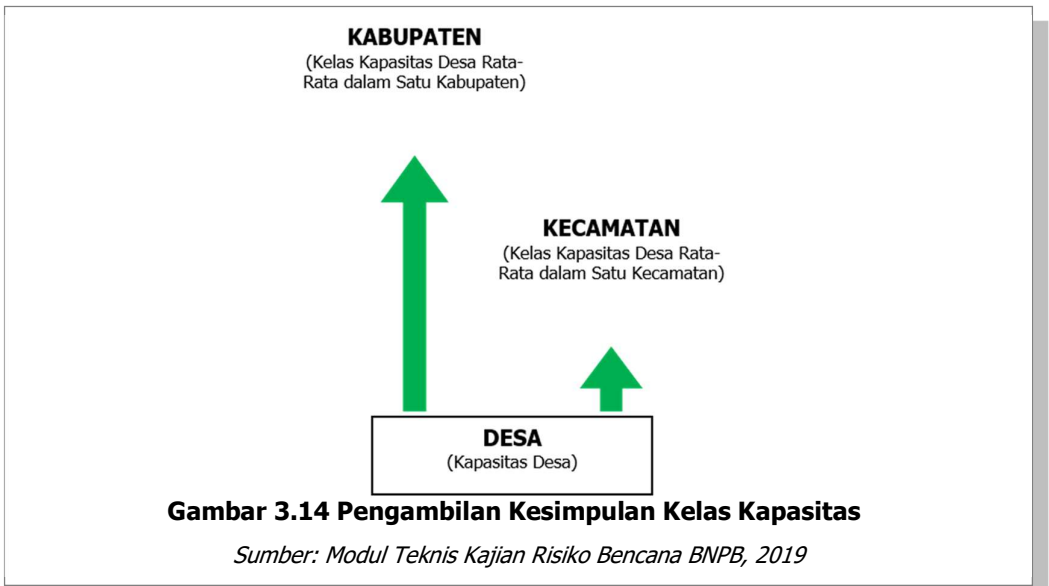 KABUPATEN
(Kelas Kapasitas Desa Rata-
Rata dalam Satu Kabupaten)
KECAMATAN
(Kelas Kapasitas Desa Rata-
Rata dalam Satu Kecamatan)
DESA
(Kapasitas Desa)
Gambar 3.14 Pengambilan Kesimpulan Kelas Kapasitas
Sumber: Modul Teknis Kajian Risiko Bencana BNPB, 2019